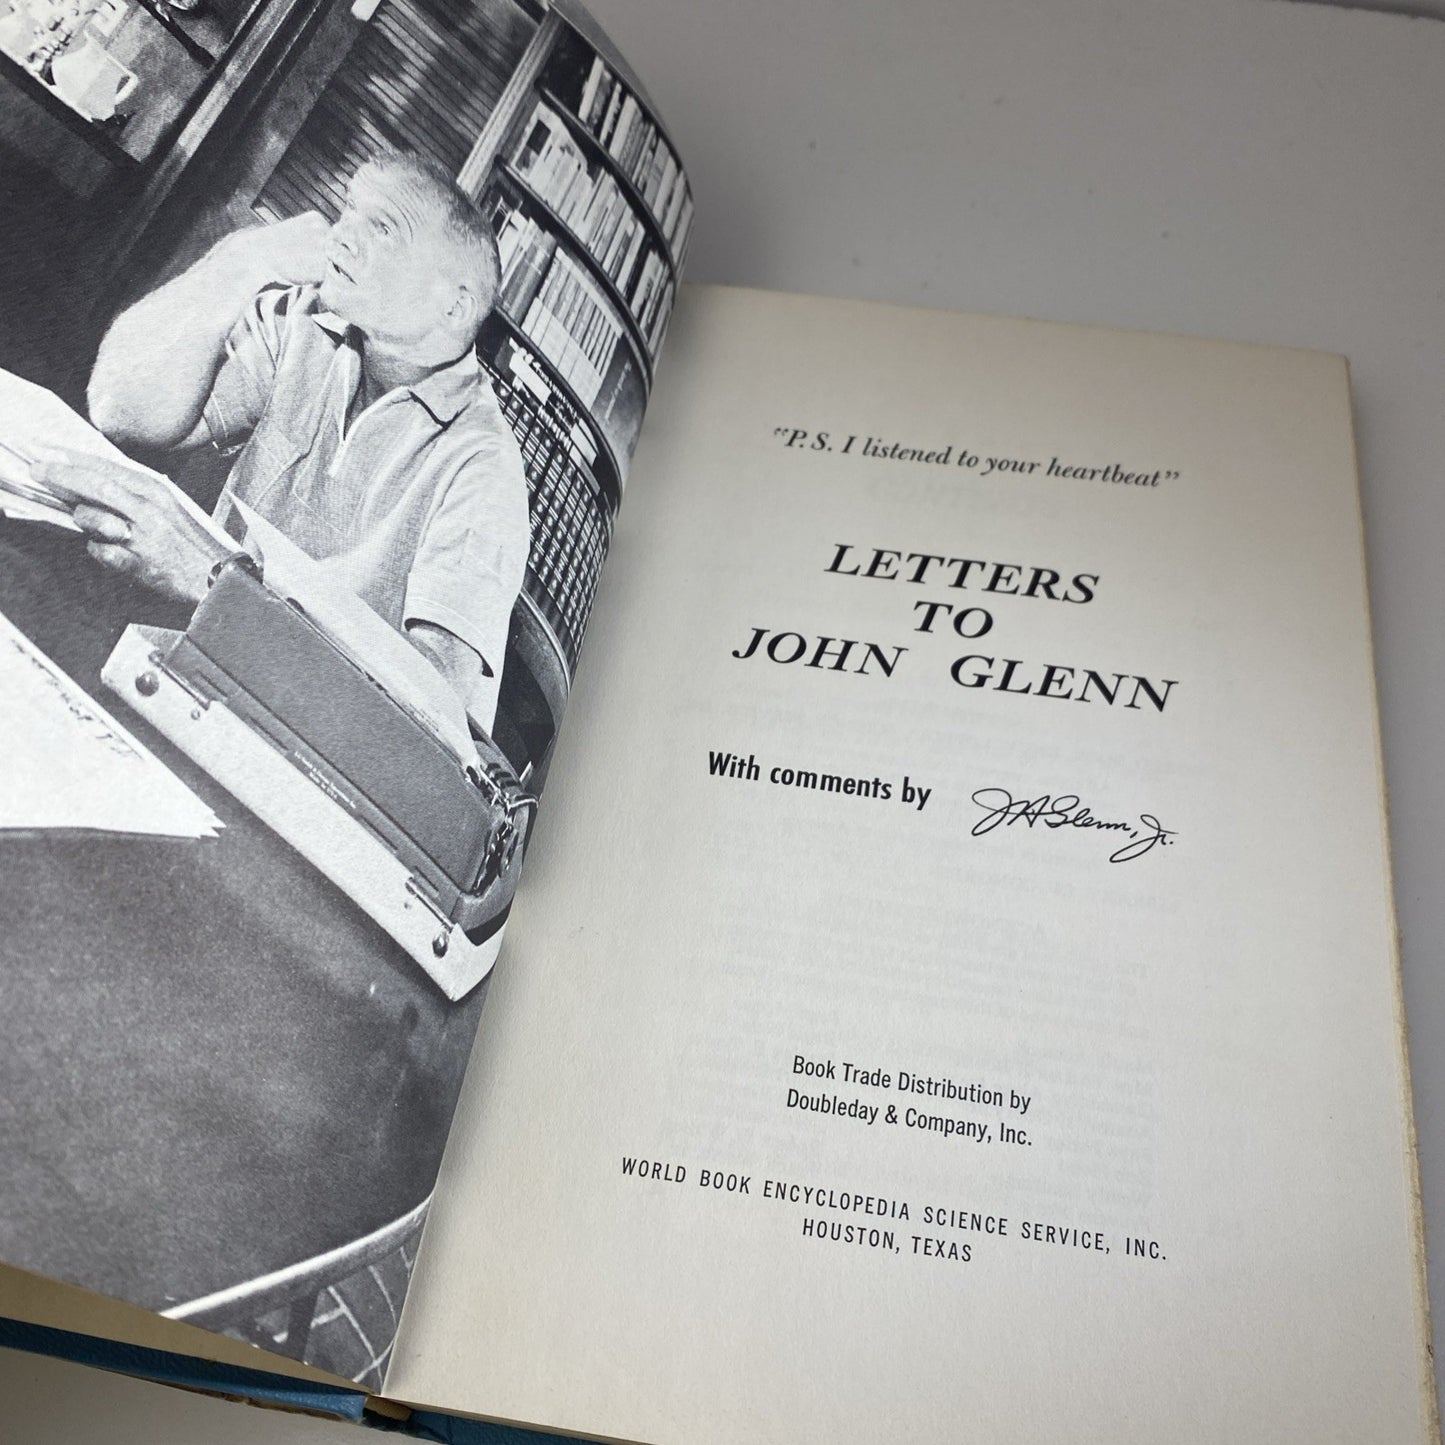 "P.S. I listened to your heartbeat"
LETTERS
TO
JOHN GLENN
With comments by JHGlenn, Jr.
Book Trade Distribution by
Doubleday & Company, Inc.
WORLD BOOK ENCYCLOPEDIA SCIENCE SERVICE, INC.
HOUSTON, TEXAS